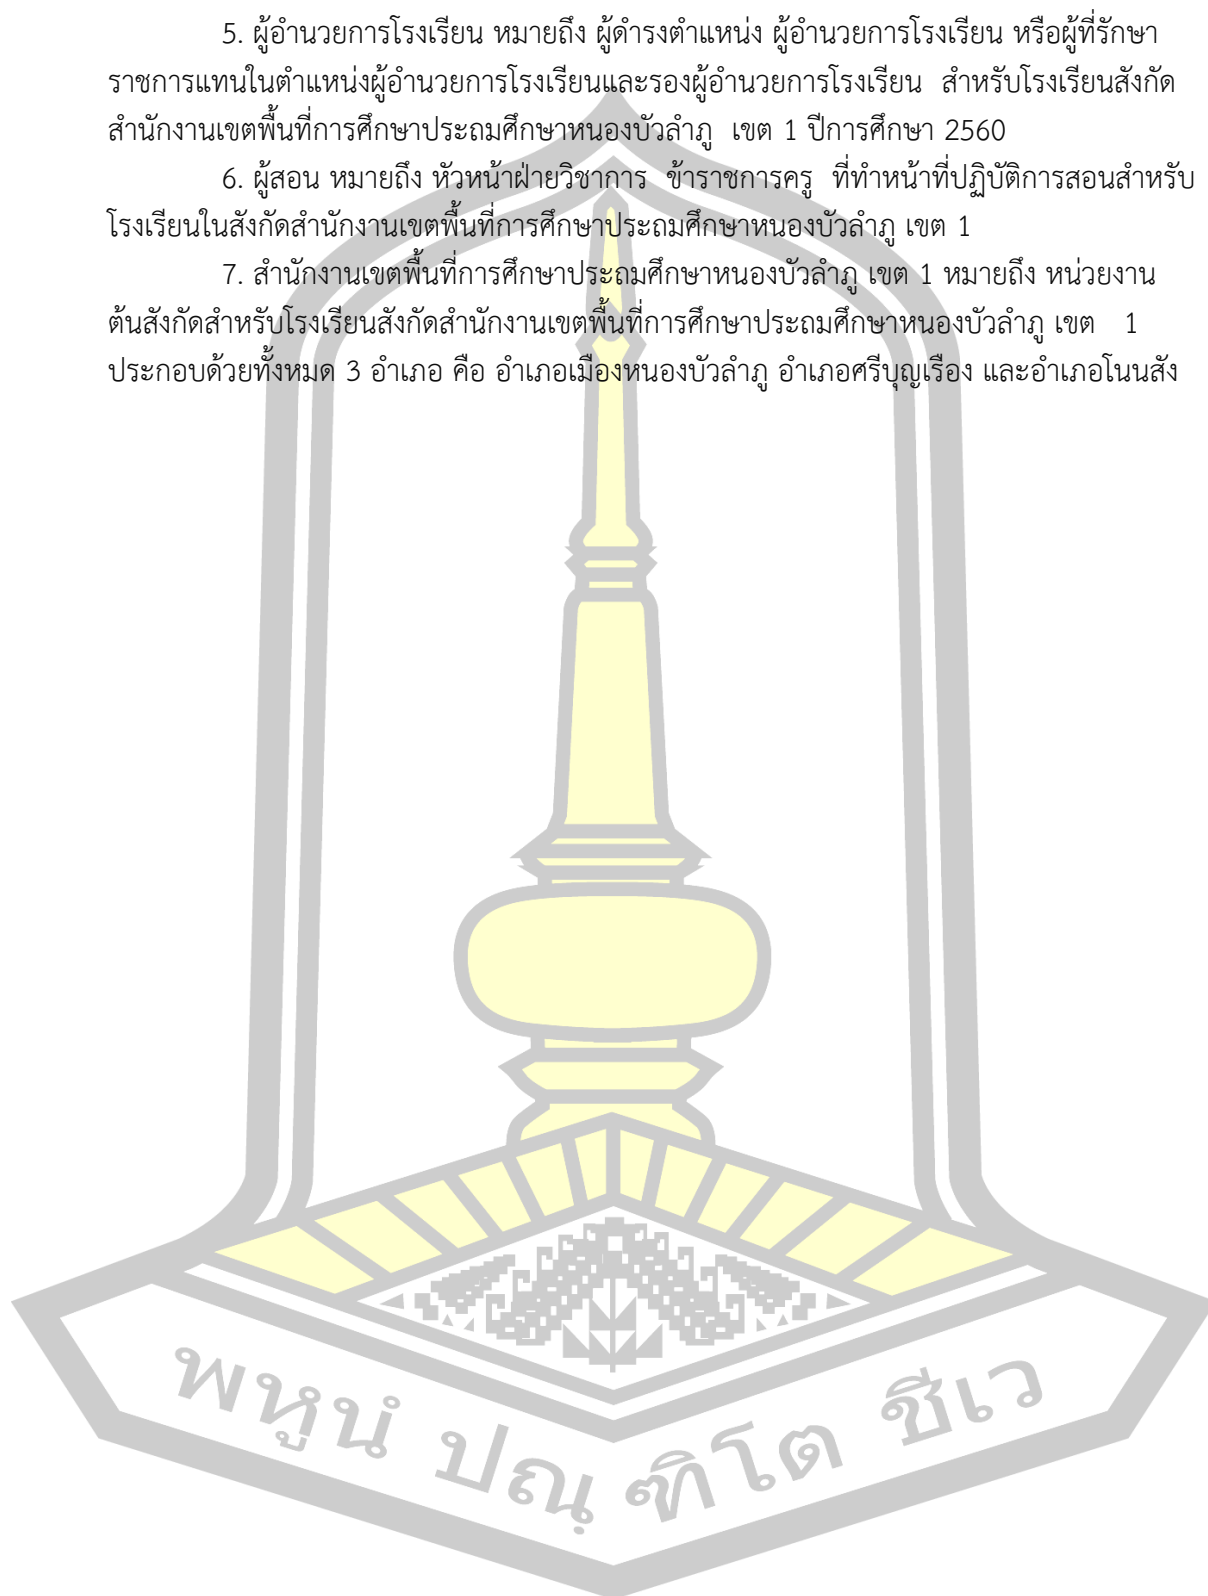 5. ผู้อำนวยการโรงเรียน หมายถึง ผู้ดำรงตำแหน่ง ผู้อำนวยการโรงเรียน หรือผู้ที่รักษา
ราชการแทนในตำแหน่งผู้อำนวยการโรงเรียนและรองผู้อำนวยการโรงเรียน สำหรับโรงเรียนสังกัด
สำนักงานเขตพื้นที่การศึกษาประถมศึกษาหนองบัวลำภู เขต 1 ปีการศึกษา 2560
6. ผู้สอน หมายถึง หัวหน้าฝ่ายวิชาการ ข้าราชการครู ที่ทำหน้าที่ปฏิบัติการสอนสำหรับ
โรงเรียนในสังกัดสำนักงานเขตพื้นที่การศึกษาประถมศึกษาหนองบัวลำภู เขต 1
7. สำนักงานเขตพื้นที่การศึกษาประถมศึกษาหนองบัวลำภู เขต 1 หมายถึง หน่วยงาน
ต้นสังกัดสำหรับโรงเรียนสังกัดสำนักงานเขตพื้นที่การศึกษาประถมศึกษาหนองบัวลำภู เขต 1
ประกอบด้วยทั้งหมด 3 อำเภอ คือ อำเภอเมืองหนองบัวลำภู อำเภอศรีบุญเรือง และอำเภอโนนสัง
พหูนํ ปณฺฑิโต ชีเว